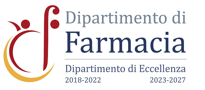 Dipartimento di
Farmacia
Dipartimento di Eccellenza
2018-2022 2023-2027